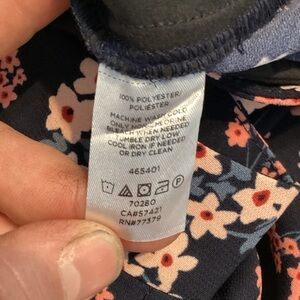 100% POLYESTER/
POLIÉSTER
MACHINE WASH COLD
ONLY NON-CHLORINE
BLEACH WHEN NEEDED
TUMBLE DRY LOW
COOL IRON IF NEEDED
OR DRY CLEAN
465401
70280
CA#57421
RN#77379